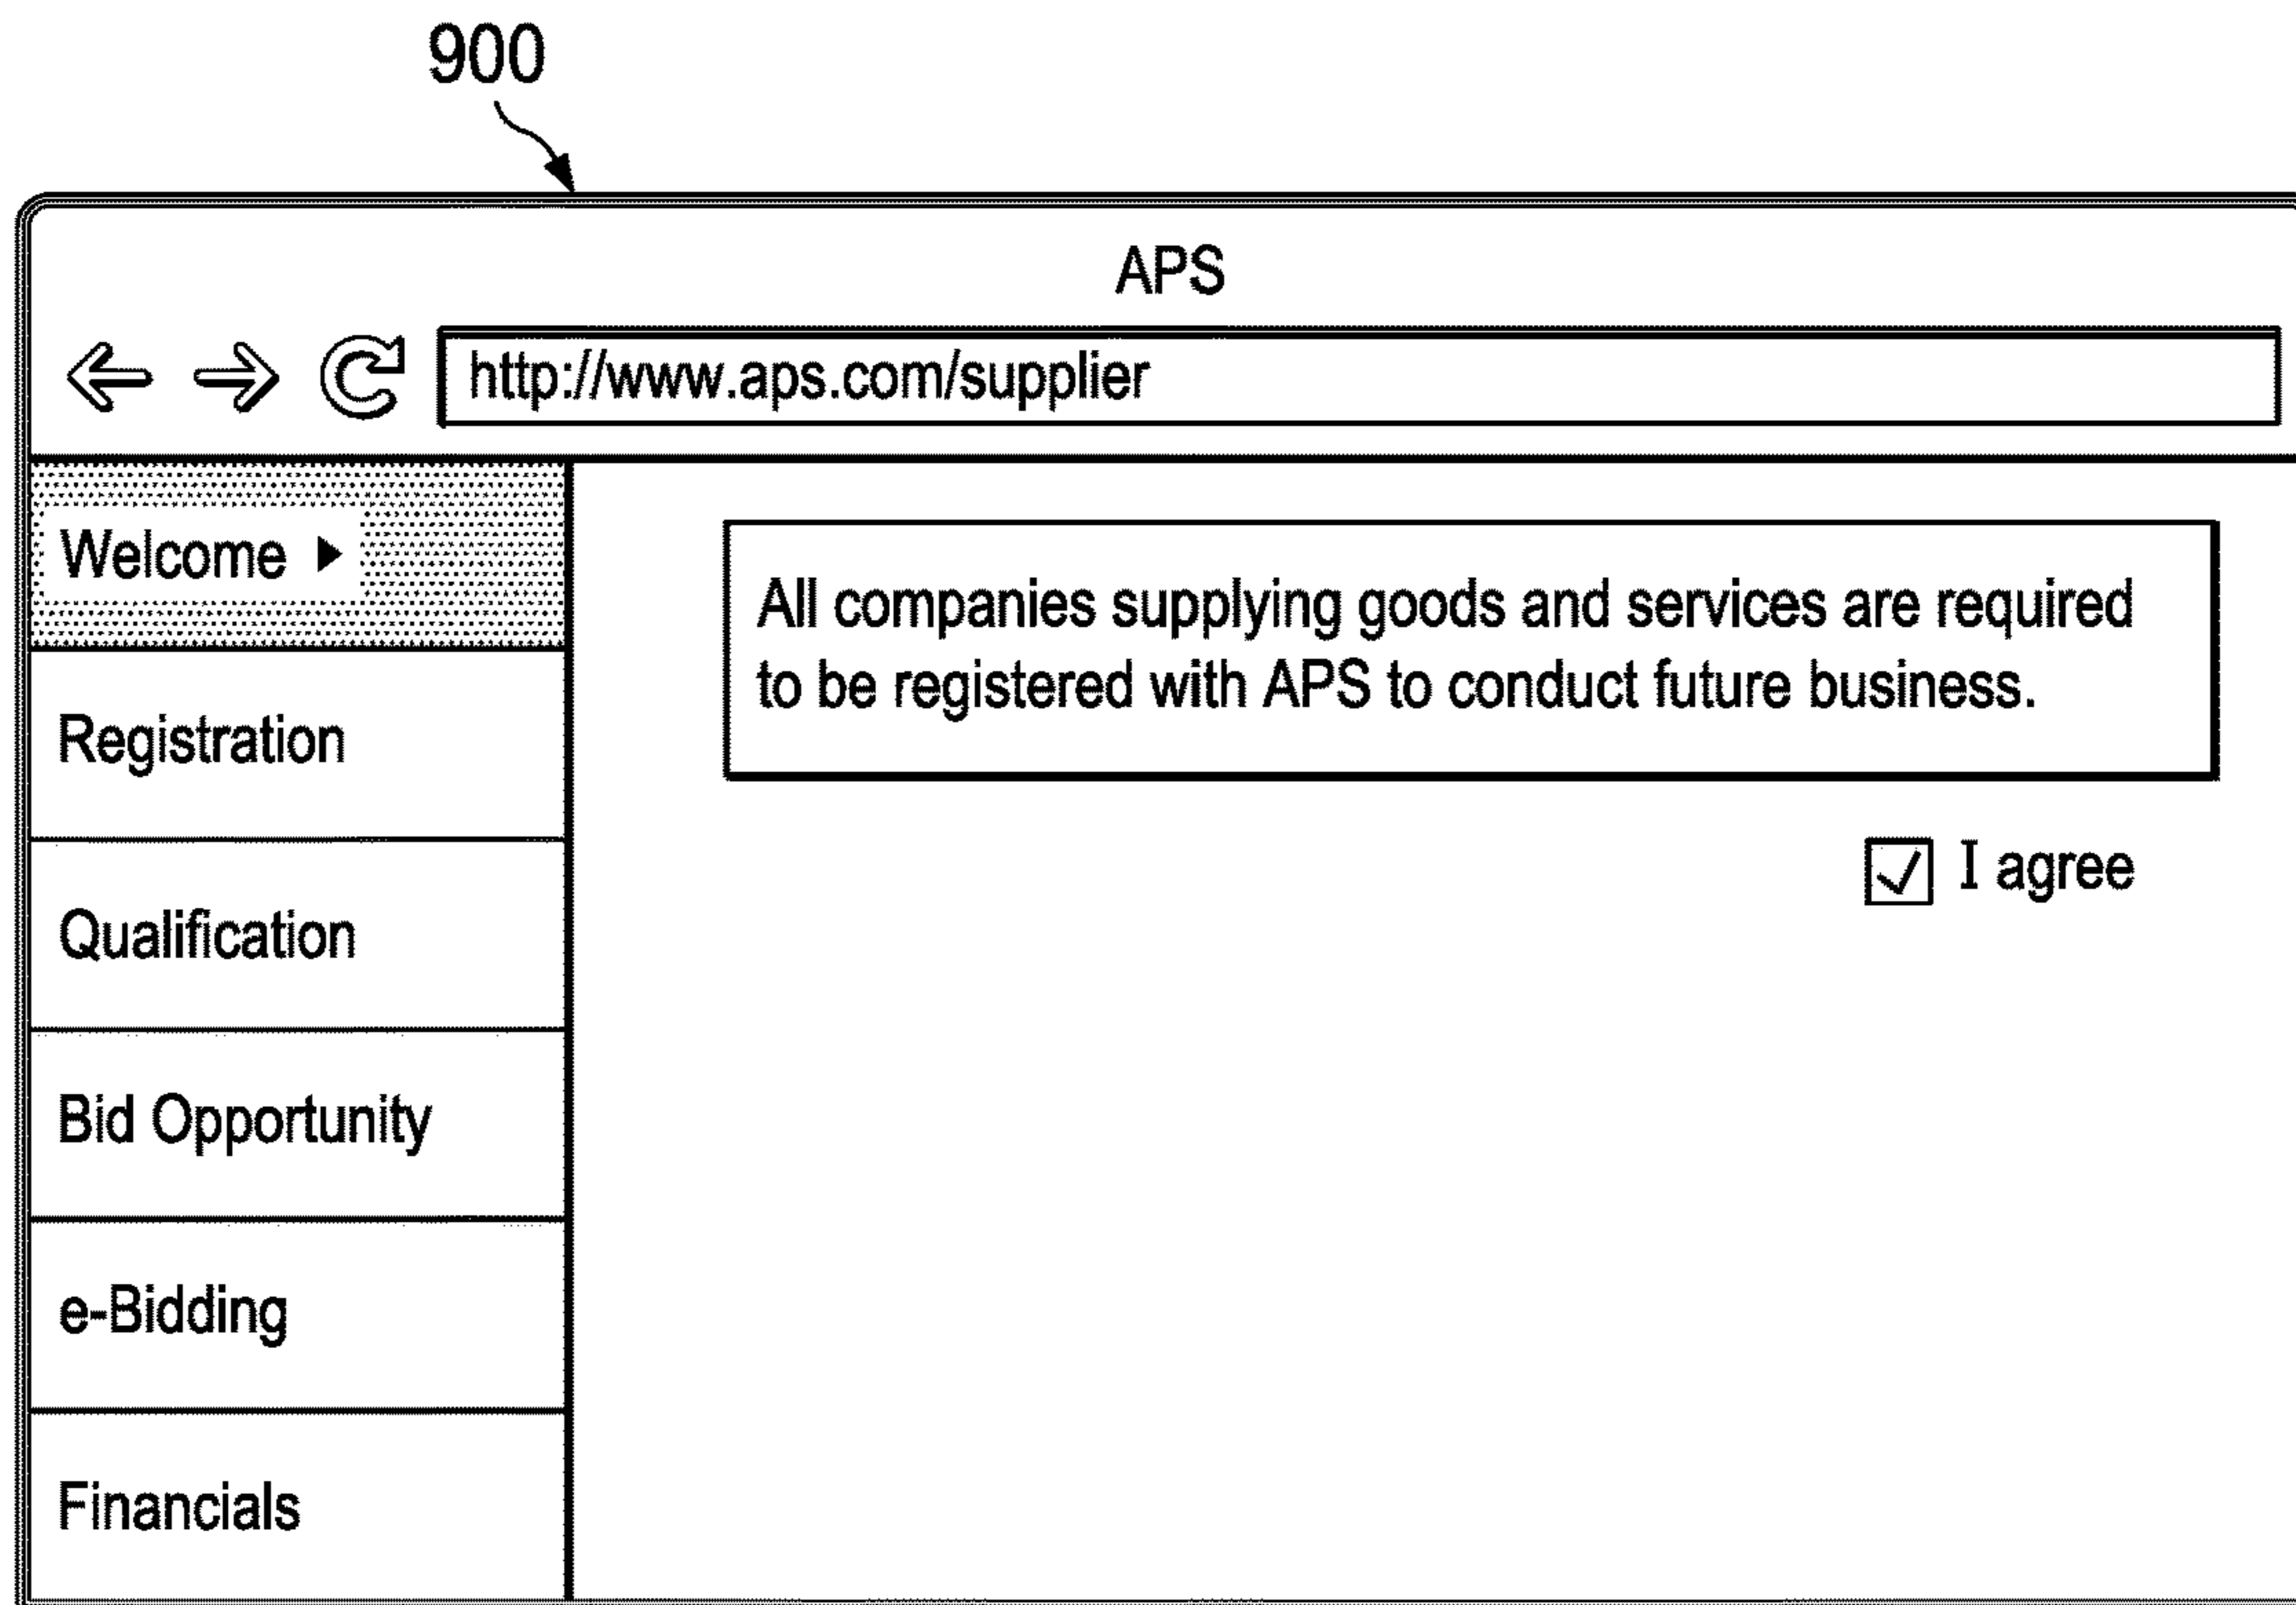 900
APS
http://www.aps.com/supplier
Welcome
Registration
Qualification
Bid Opportunity
e-Bidding
Financials
All companies supplying goods and services are required
to be registered with APS to conduct future business.
I agree